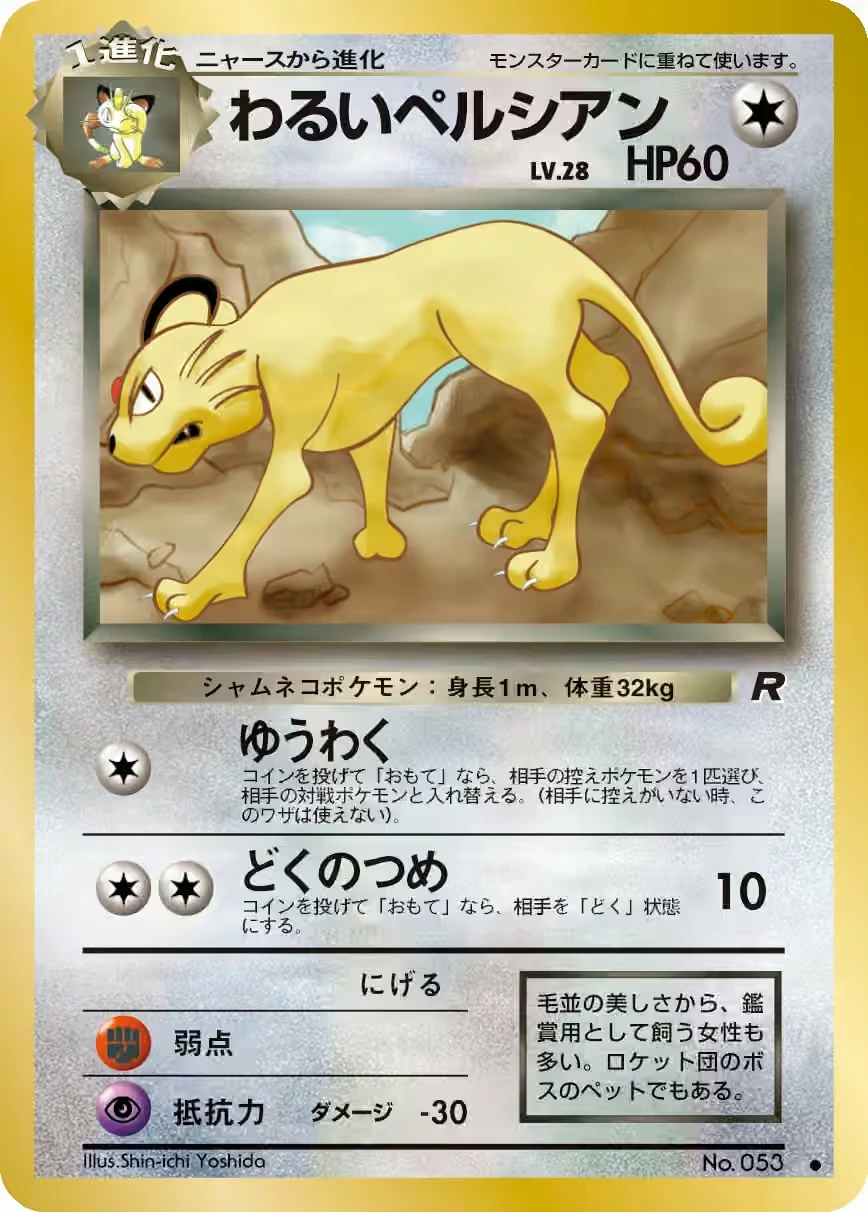 1進化
ニャースから進化
モンスターカードに重ねて使います。
わるいペルシアン
LV.28 HP60
シャムネコポケモン：身長1m、体重32kg
R
ゆうわく
コインを投げて「おもて」なら、相手の控えポケモンを1匹選び、
相手の対戦ポケモンと入れ替える。（相手に控えがいない時、こ
のワザは使えない）。
どくのつめ
10
コインを投げて「おもて」なら、相手を「どく」状態
にする。
にげる
弱点
抵抗力 ダメージ -30
毛並の美しさから、鑑
賞用として飼う女性も
多い。ロケット団のボ
スのペットでもある。
Illus.Shin-ichi Yoshida
No. 053